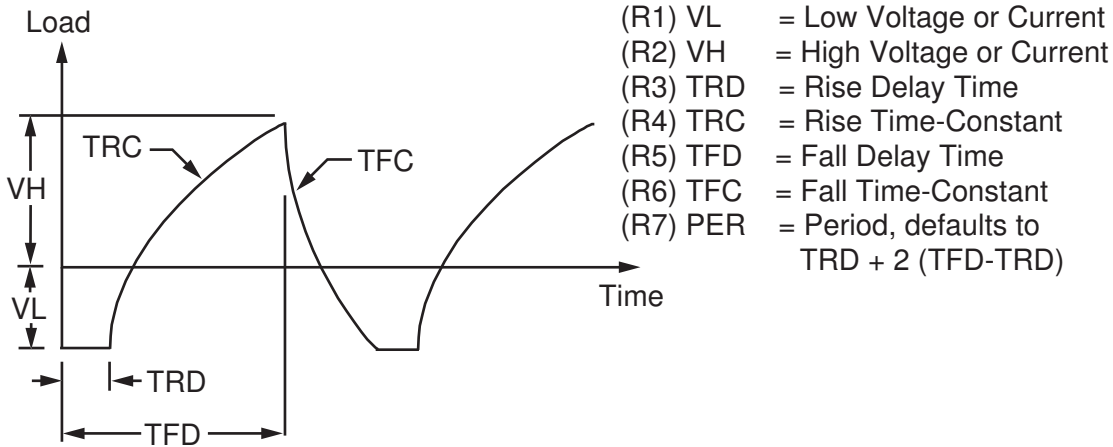 Load
TRC
TFC
VH
VL
Time
TRD
TFD
(R1) VL = Low Voltage or Current
(R2) VH = High Voltage or Current
(R3) TRD = Rise Delay Time
(R4) TRC = Rise Time-Constant
(R5) TFD = Fall Delay Time
(R6) TFC = Fall Time-Constant
(R7) PER = Period, defaults to
TRD + 2 (TFD-TRD)